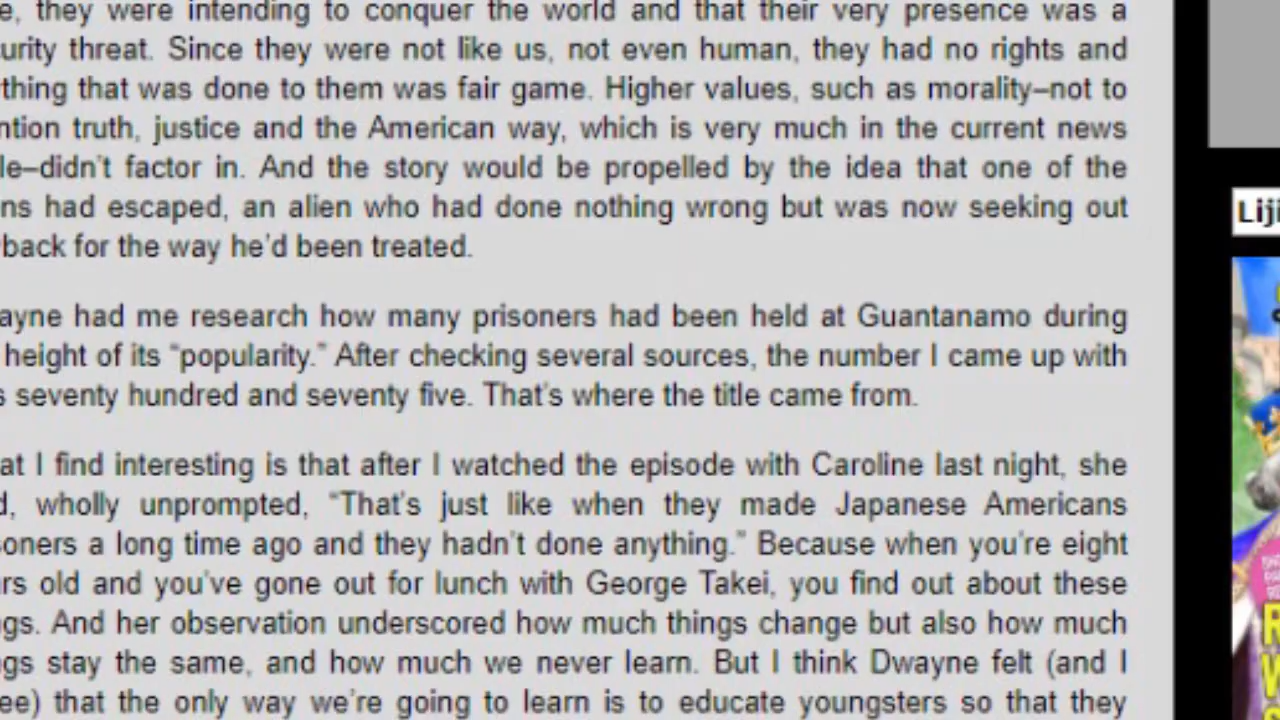 e, they were intending to conquer the world and that their very presence was a
urity threat. Since they were not like us, not even human, they had no rights and
thing that was done to them was fair game. Higher values, such as morality–not to
ntion truth, justice and the American way, which is very much in the current news
le–didn't factor in. And the story would be propelled by the idea that one of the
ns had escaped, an alien who had done nothing wrong but was now seeking out
back for the way he'd been treated.
ayne had me research how many prisoners had been held at Guantanamo during
height of its “popularity.” After checking several sources, the number I came up with
s seventy hundred and seventy five. That's where the title came from.
at I find interesting is that after I watched the episode with Caroline last night, she
d, wholly unprompted, “That's just like when they made Japanese Americans
soners a long time ago and they hadn't done anything.” Because when you're eight
rs old and you've gone out for lunch with George Takei, you find out about these
gs. And her observation underscored how much things change but also how much
gs stay the same, and how much we never learn. But I think Dwayne felt (and I
ee) that the only way we're going to learn is to educate youngsters so that they
Liji